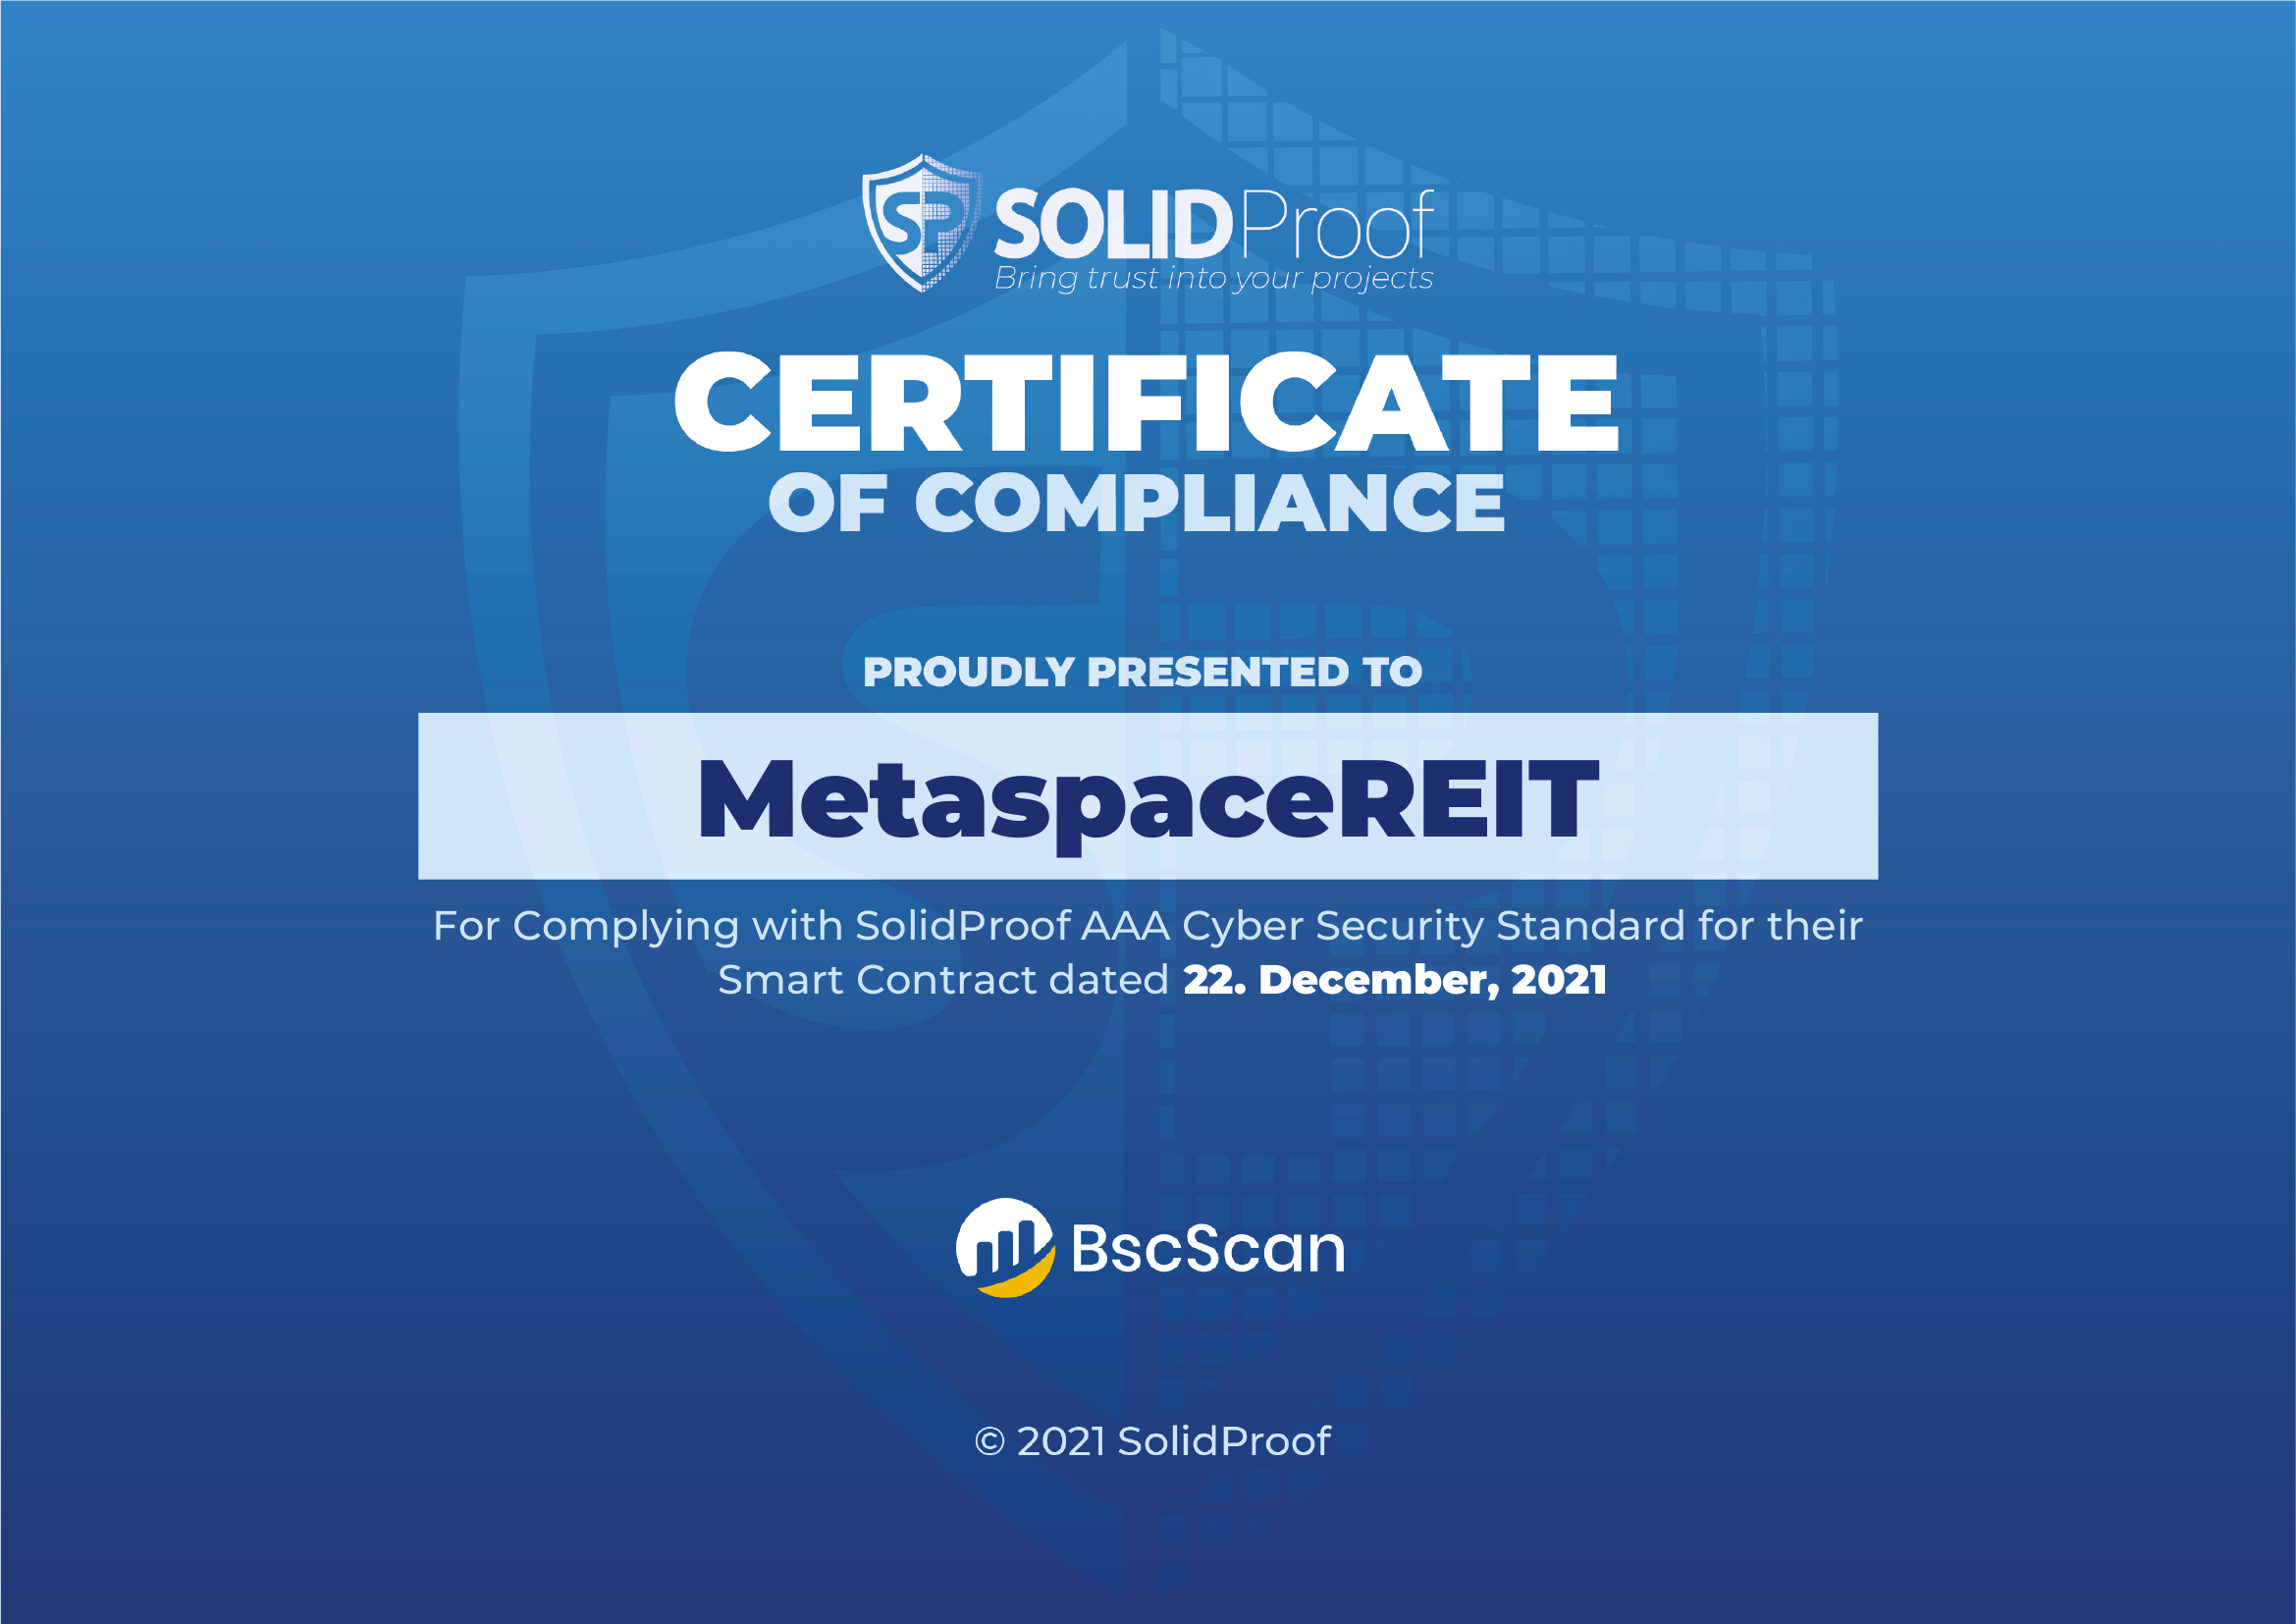 SP SOLIDProof
Bring trust into your projects
CERTIFICATE
OF COMPLIANCE
PROUDLY PRESENTED TO
MetaspaceREIT
For Complying with SolidProof AAA Cyber Security Standard for their
Smart Contract dated 22. December, 2021
BscScan
© 2021 SolidProof